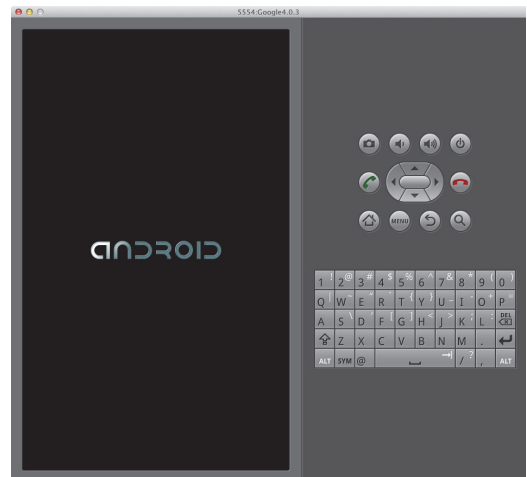 5554:Google4.0.3
ANDROID
MENU
1 ! 2 @ 3 # 4 $ 5 % 6 ^ 7 & 8 * 9 ( 0 )
Q | W ~ E " R ` T { Y } U _ I - O + P =
A S \ D ' F [ G ] H < J > K ; L : DEL
Z X C V B N M .
ALT SYM @ / ? , ALT